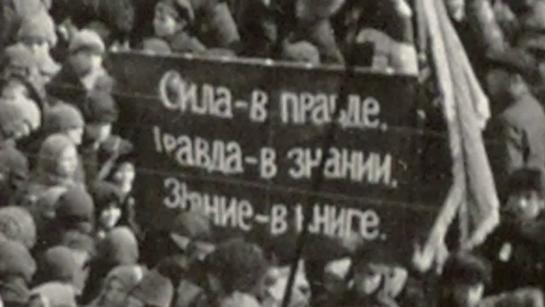 Сила-в правде.
Правда-в знании.
Знание-в книге.